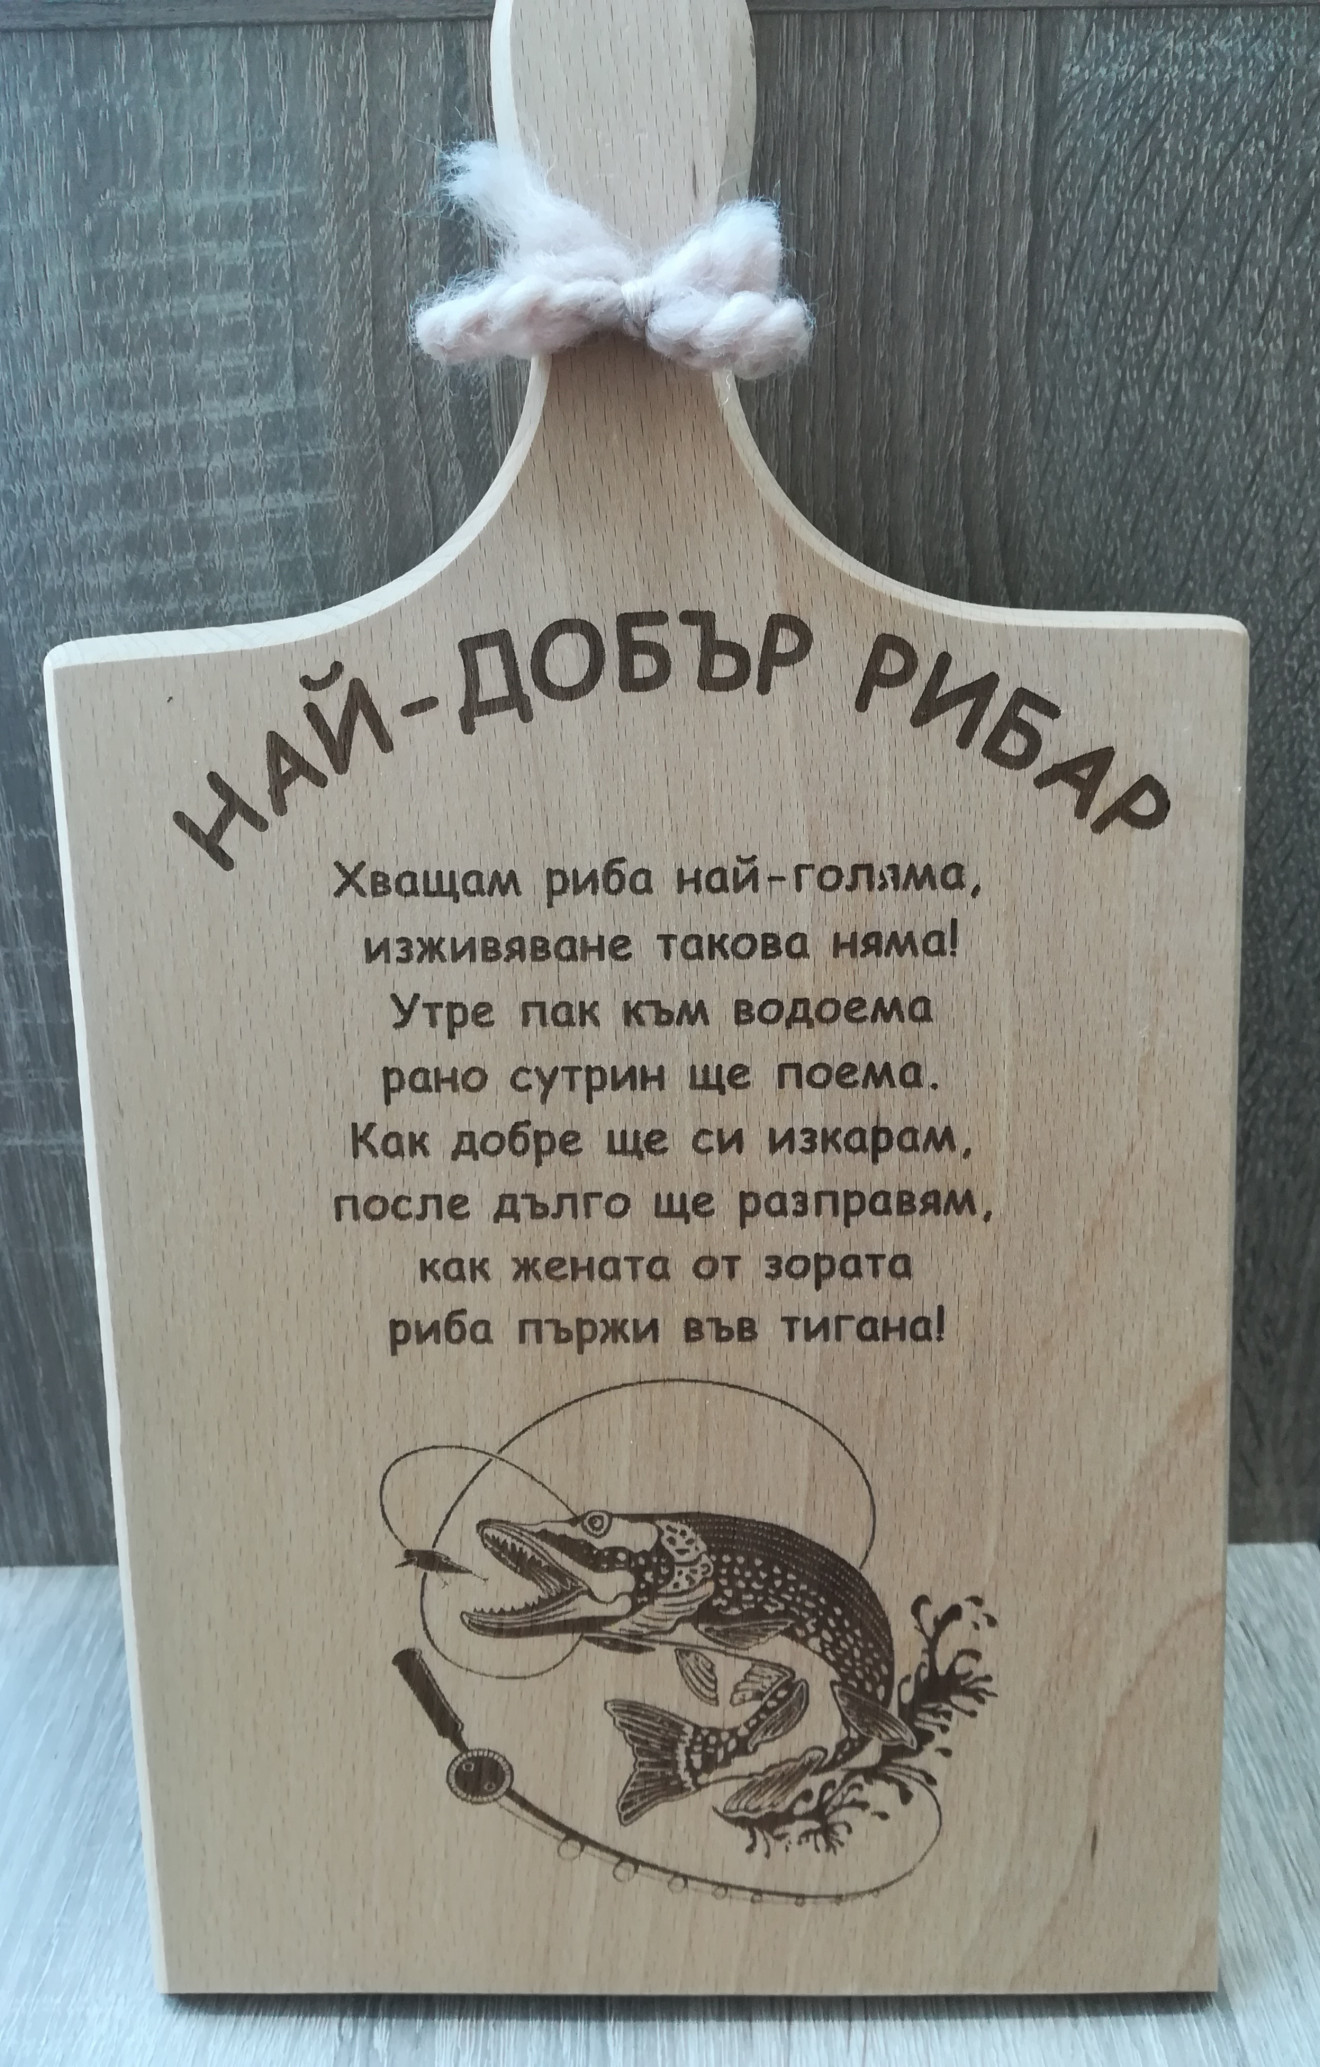 НАЙ-ДОБЪР РИБАР
Хващам риба най-голяма,
изживяване такова няма!
Утре пак към водоема
рано сутрин ще поема.
Как добре ще си изкарам,
после дълго ще разправям,
как жената от зората
риба пържи във тигана!